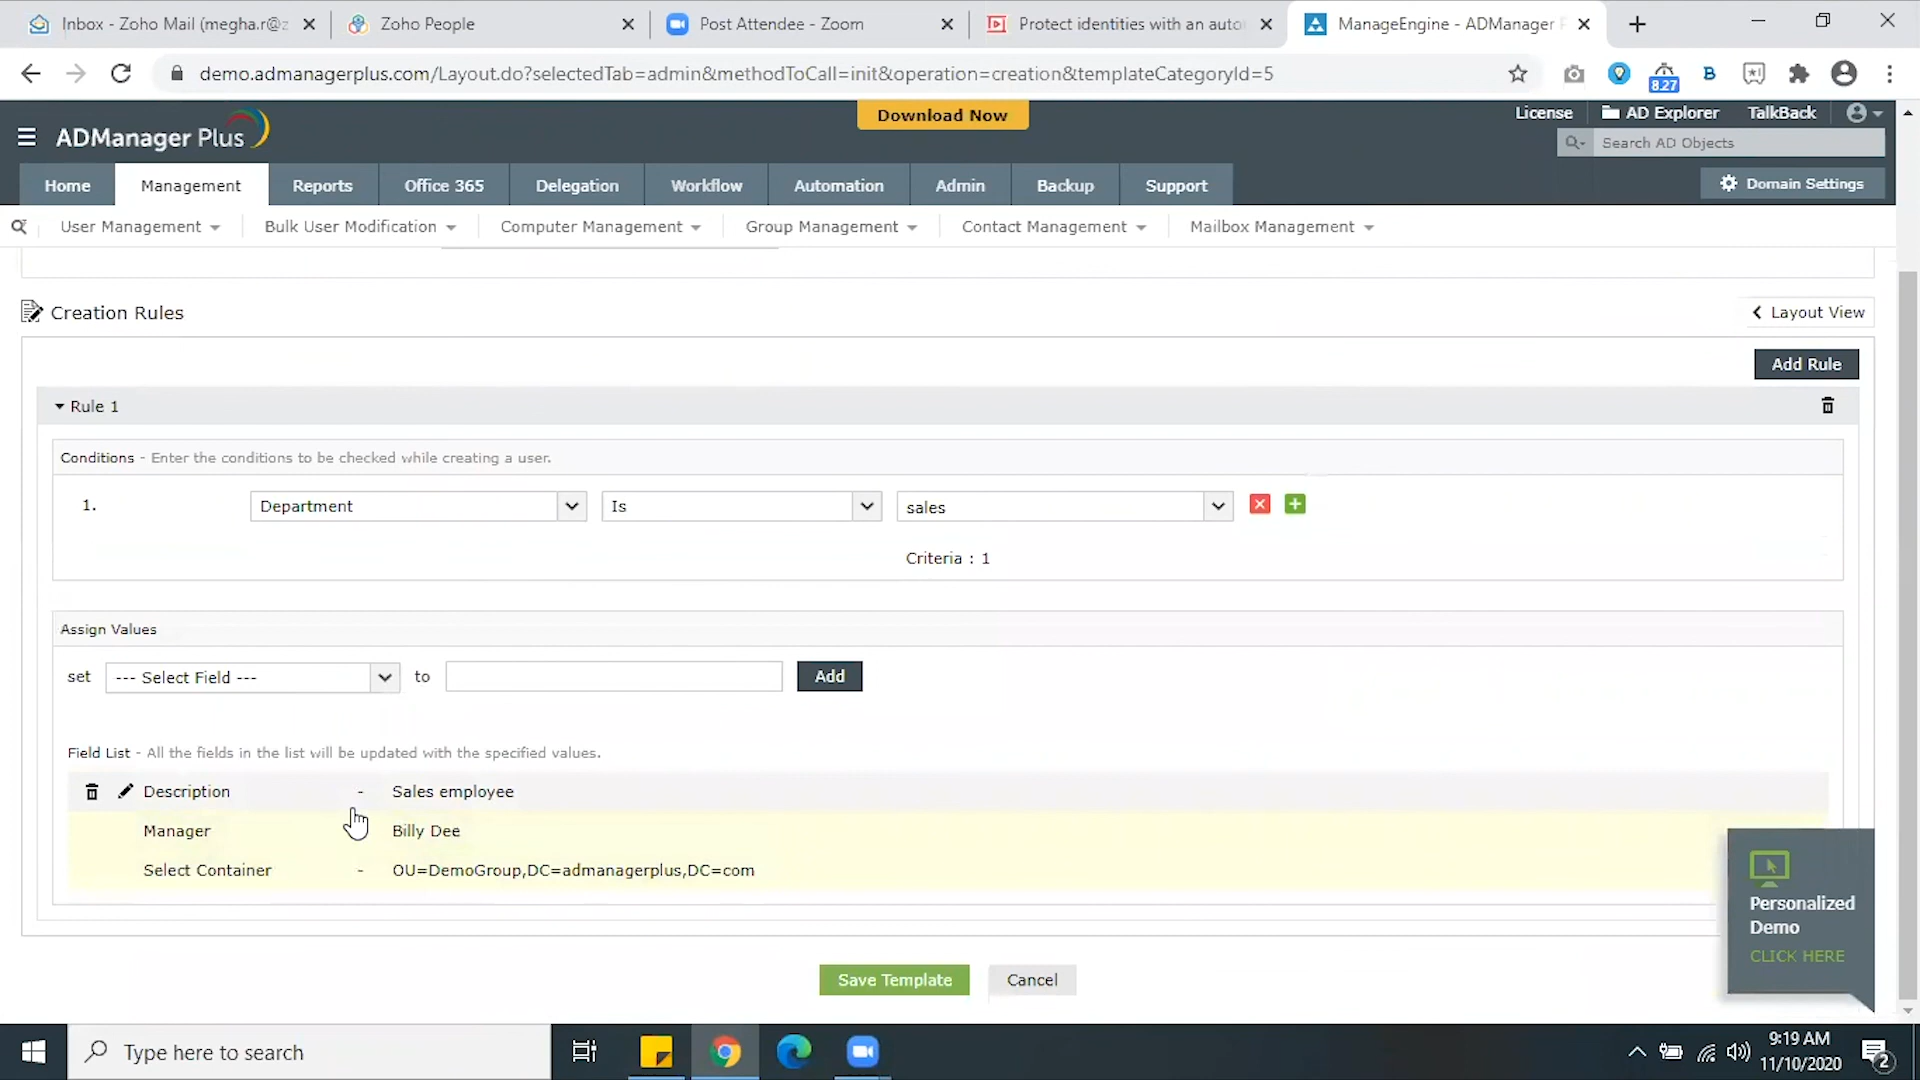 Inbox - Zoho Mail (megha.r@z
Zoho People
Post Attendee - Zoom
Protect identities with an auto
ManageEngine - ADManager P
demo.admanagerplus.com/Layout.do?selectedTab=admin&methodToCall=init&operation=creation&templateCategoryId=5
8.27
B
Download Now
License
AD Explorer
TalkBack
ADManager Plus
Search AD Objects
Home
Management
Reports
Office 365
Delegation
Workflow
Automation
Admin
Backup
Support
Domain Settings
User Management
Bulk User Modification
Computer Management
Group Management
Contact Management
Mailbox Management
Creation Rules
Layout View
Add Rule
Rule 1
Conditions - Enter the conditions to be checked while creating a user.
1.
Department
Is
sales
Criteria : 1
Assign Values
set
--- Select Field ---
to
Add
Field List - All the fields in the list will be updated with the specified values.
Description - Sales employee
Manager Billy Dee
Select Container - OU=DemoGroup,DC=admanagerplus,DC=com
Personalized
Demo
CLICK HERE
Save Template
Cancel
Type here to search
9:19 AM
11/10/2020
2